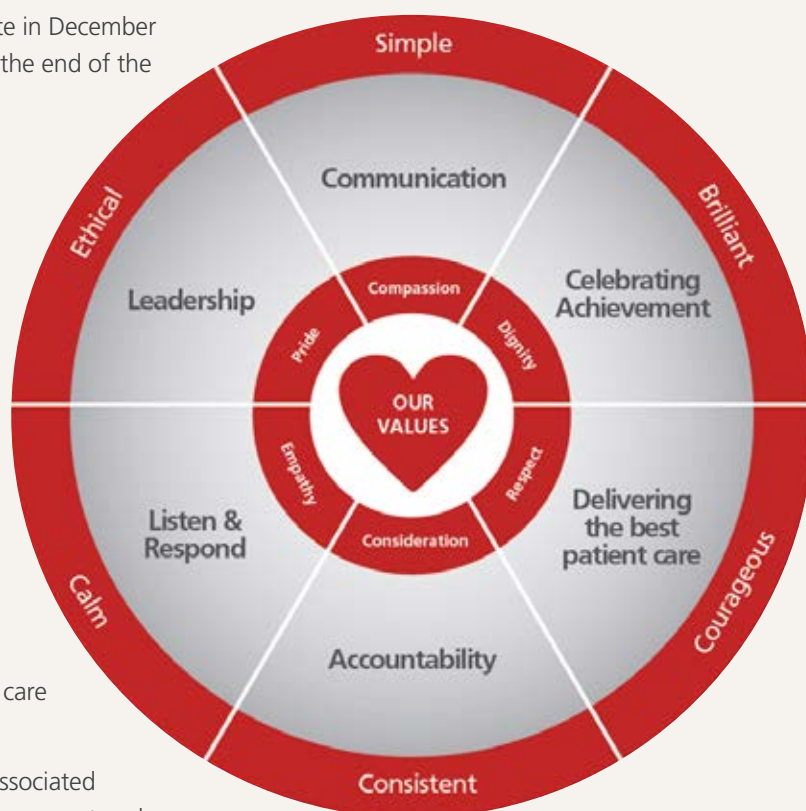 te in December
the end of the
Simple
Communication
Compassion
Brilliant
Celebrating
Achievement
Dignity
Courageous
Delivering
the best
patient care
Respect
Consistent
Accountability
Consideration
Calm
Listen &
Respond
Empathy
Ethical
Leadership
Pride
OUR
VALUES
care
ssociated